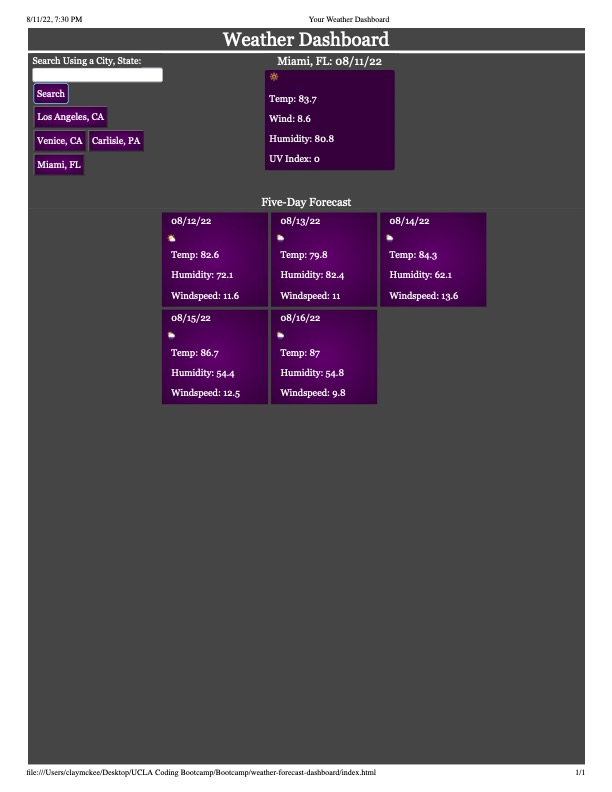 8/11/22, 7:30 PM
Your Weather Dashboard
Weather Dashboard
Search Using a City, State:
Search
Los Angeles, CA
Venice, CA
Carlisle, PA
Miami, FL
Miami, FL: 08/11/22
Temp: 83.7
Wind: 8.6
Humidity: 80.8
UV Index: 0
Five-Day Forecast
08/12/22
Temp: 82.6
Humidity: 72.1
Windspeed: 11.6
08/13/22
Temp: 79.8
Humidity: 82.4
Windspeed: 11
08/14/22
Temp: 84.3
Humidity: 62.1
Windspeed: 13.6
08/15/22
Temp: 86.7
Humidity: 54.4
Windspeed: 12.5
08/16/22
Temp: 87
Humidity: 54.8
Windspeed: 9.8
file:///Users/claymckee/Desktop/UCLA Coding Bootcamp/Bootcamp/weather-forecast-dashboard/index.html
1/1